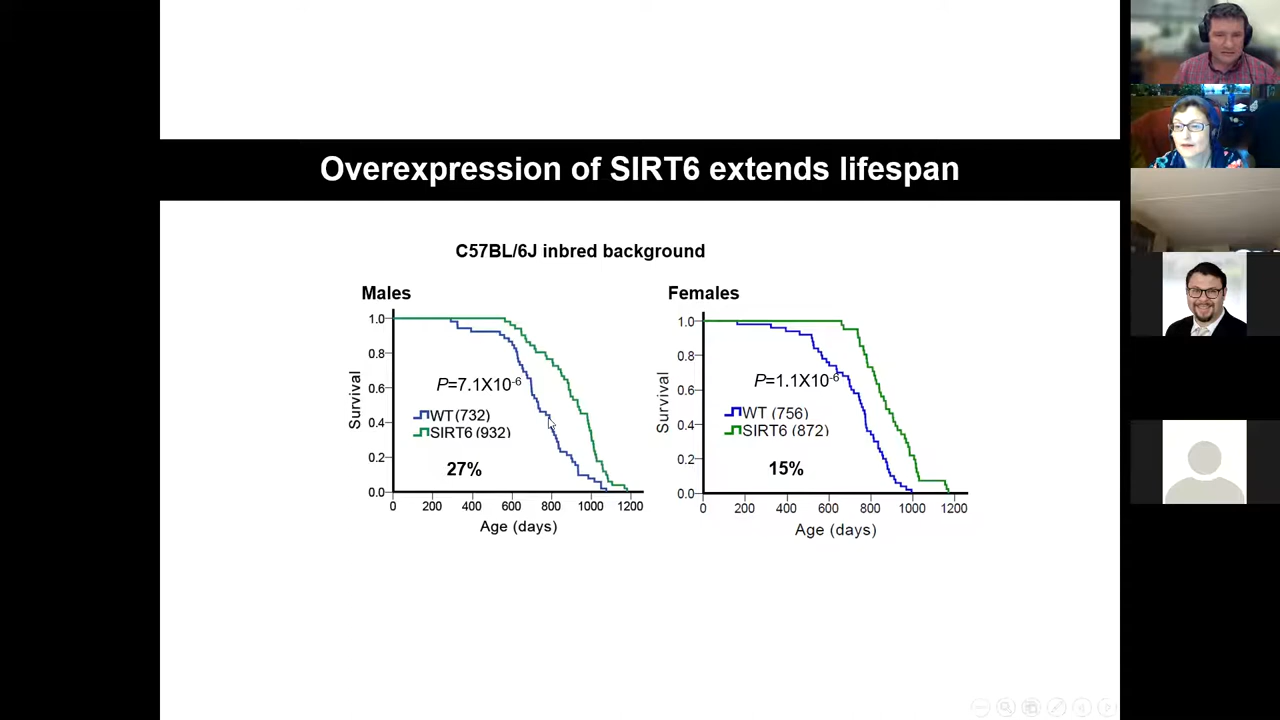 Overexpression of SIRT6 extends lifespan
C57BL/6J inbred background
Males
1.0
0.8
0.6
0.4
0.2
0.0
Survival
P=7.1X10-6
WT (732)
SIRT6 (932)
27%
0 200 400 600 800 1000 1200
Age (days)
Females
1.0
0.8
0.6
0.4
0.2
0.0
Survival
P=1.1X10-6
WT (756)
SIRT6 (872)
15%
0 200 400 600 800 1000 1200
Age (days)